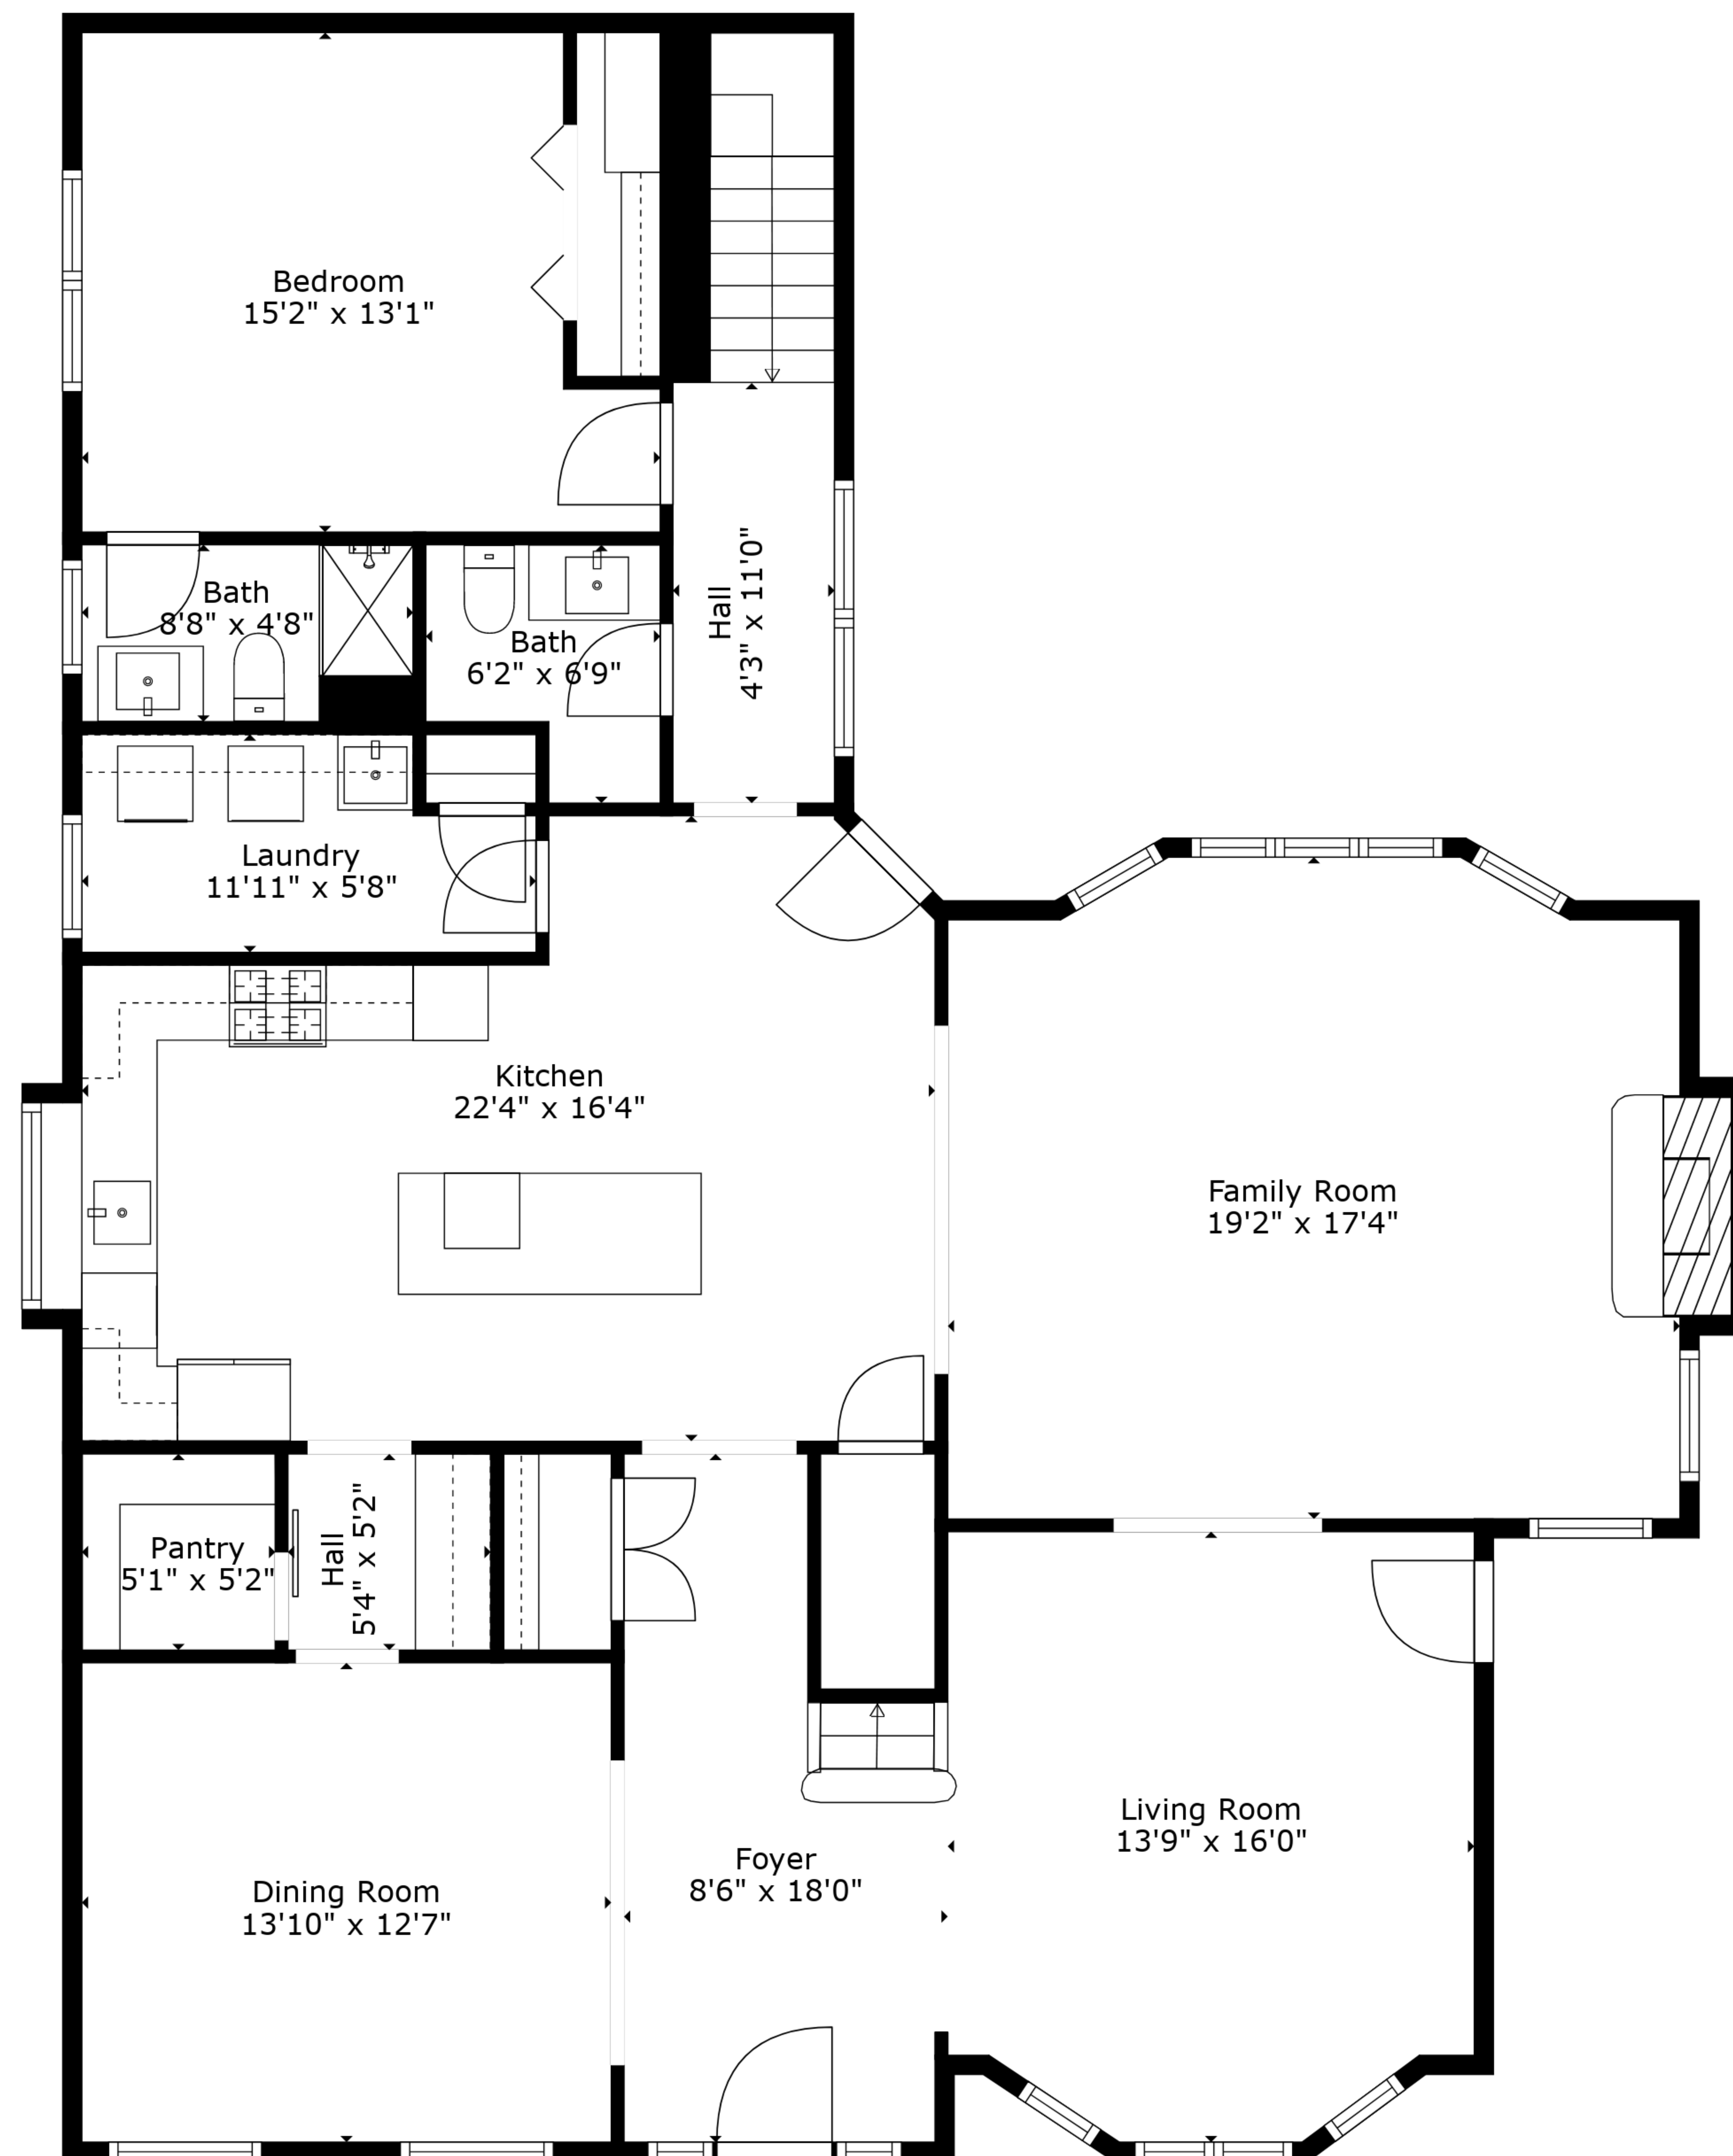 Bedroom
15'2" x 13'1"
Bath
8'8" x 4'8"
Bath
6'2" x 6'9"
Hall
4'3" x 11'0"
Laundry
11'11" x 5'8"
Kitchen
22'4" x 16'4"
Family Room
19'2" x 17'4"
Pantry
5'1" x 5'2"
Hall
5'4" x 5'2"
Living Room
13'9" x 16'0"
Foyer
8'6" x 18'0"
Dining Room
13'10" x 12'7"